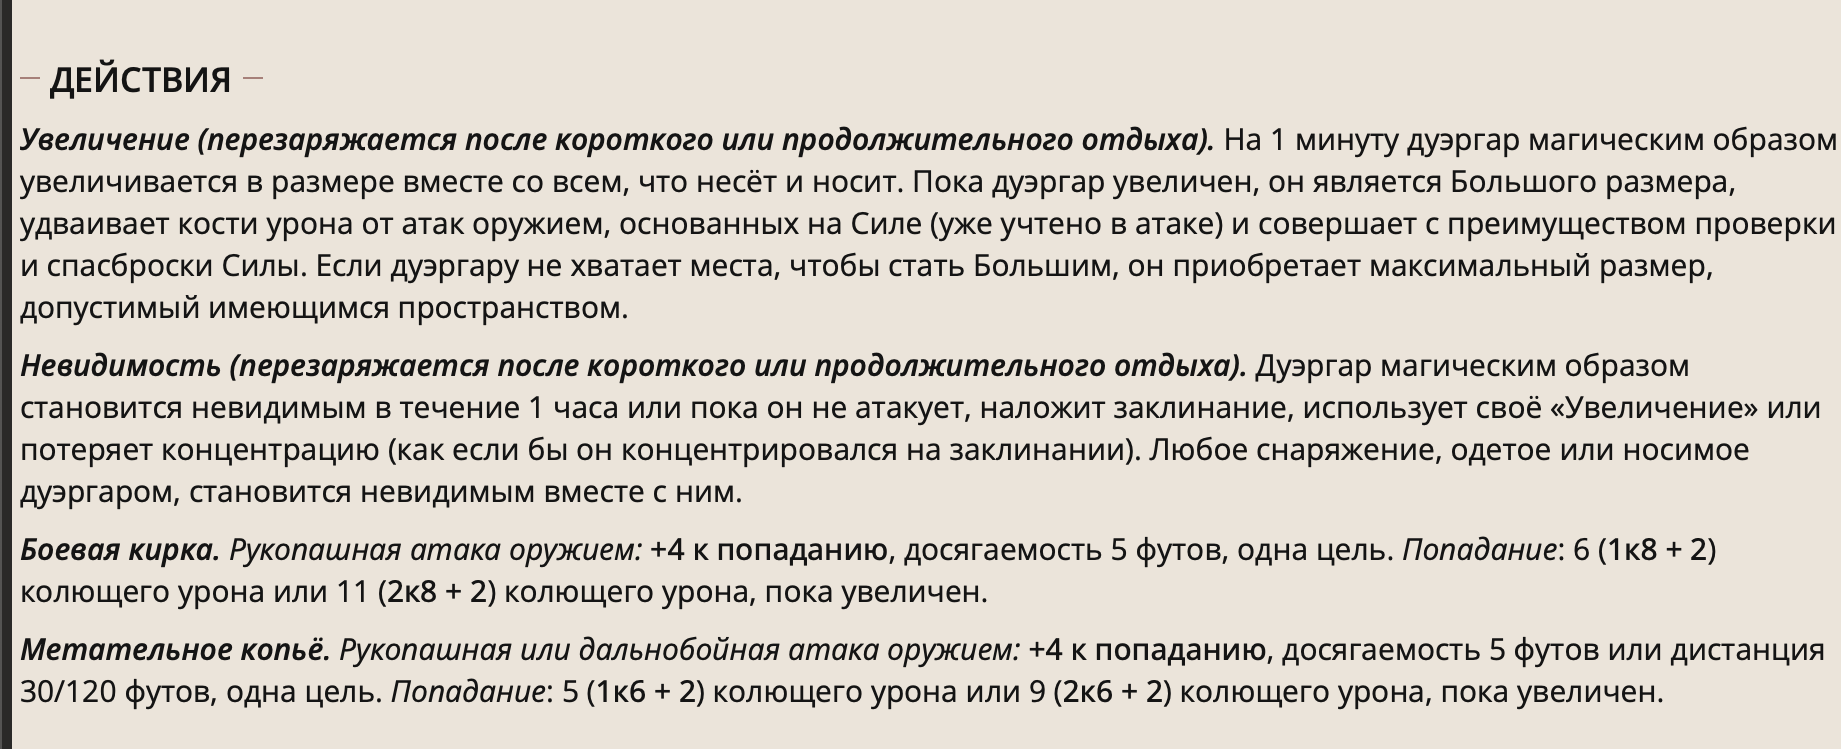 — ДЕЙСТВИЯ —
Увеличение (перезаряжается после короткого или продолжительного отдыха). На 1 минуту дуэргар магическим образом
увеличивается в размере вместе со всем, что несёт и носит. Пока дуэргар увеличен, он является Большого размера,
удваивает кости урона от атак оружием, основанных на Силе (уже учтено в атаке) и совершает с преимуществом проверки
и спасброски Силы. Если дуэргару не хватает места, чтобы стать Большим, он приобретает максимальный размер,
допустимый имеющимся пространством.
Невидимость (перезаряжается после короткого или продолжительного отдыха). Дуэргар магическим образом
становится невидимым в течение 1 часа или пока он не атакует, наложит заклинание, использует своё «Увеличение» или
потеряет концентрацию (как если бы он концентрировался на заклинании). Любое снаряжение, одетое или носимое
дуэргаром, становится невидимым вместе с ним.
Боевая кирка. Рукопашная атака оружием: +4 к попаданию, досягаемость 5 футов, одна цель. Попадание: 6 (1к8 + 2)
колющего урона или 11 (2к8 + 2) колющего урона, пока увеличен.
Метательное копьё. Рукопашная или дальнобойная атака оружием: +4 к попаданию, досягаемость 5 футов или дистанция
30/120 футов, одна цель. Попадание: 5 (1к6 + 2) колющего урона или 9 (2к6 + 2) колющего урона, пока увеличен.